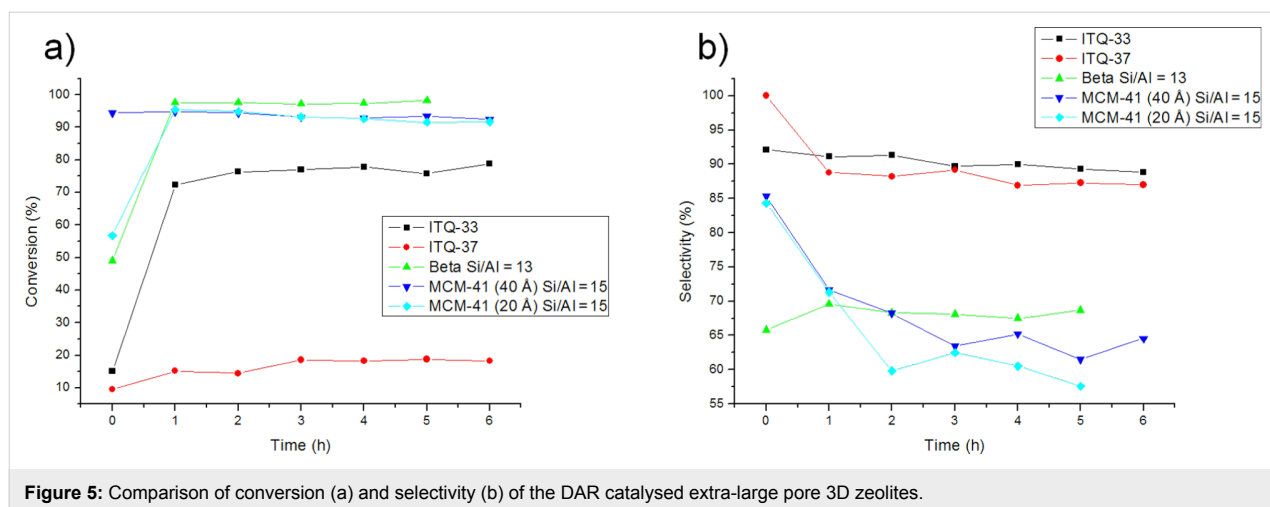 a)
Conversion (%)
100
90
80
70
60
50
40
30
20
10
ITQ-33
ITQ-37
Beta Si/Al = 13
MCM-41 (40 Å) Si/Al = 15
MCM-41 (20 Å) Si/Al = 15
0 1 2 3 4 5 6
Time (h)
b)
ITQ-33
ITQ-37
Beta Si/Al = 13
MCM-41 (40 Å) Si/Al = 15
MCM-41 (20 Å) Si/Al = 15
Selectivity (%)
100
95
90
85
80
75
70
65
60
55
0 1 2 3 4 5 6
Time (h)
Figure 5: Comparison of conversion (a) and selectivity (b) of the DAR catalysed extra-large pore 3D zeolites.